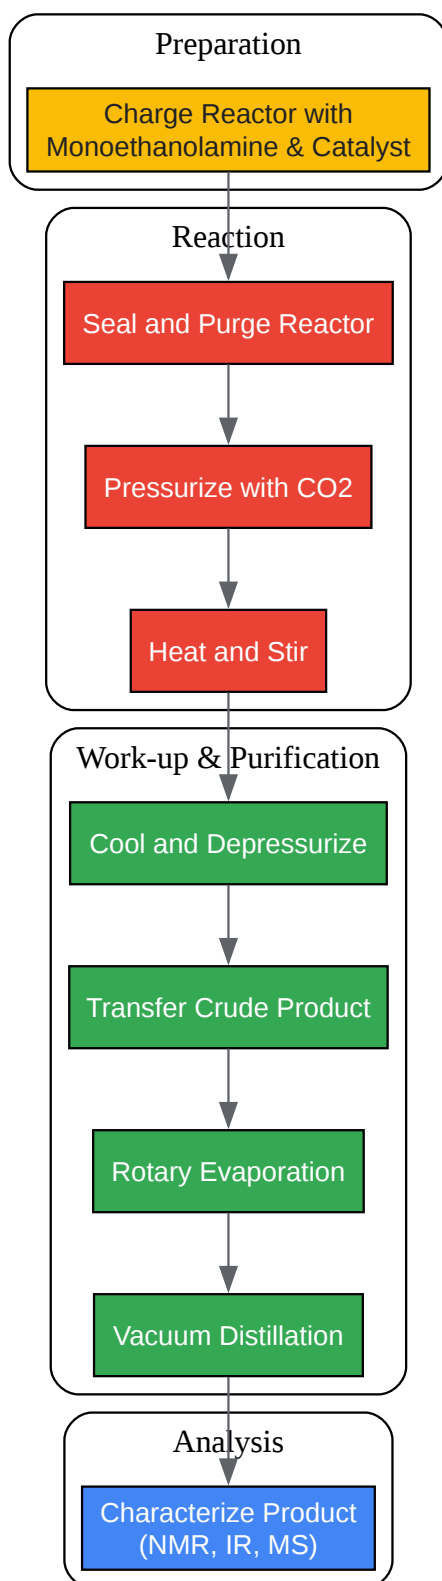 Preparation
Charge Reactor with
Monoethanolamine & Catalyst
Reaction
Seal and Purge Reactor
Pressurize with CO2
Heat and Stir
Work-up & Purification
Cool and Depressurize
Transfer Crude Product
Rotary Evaporation
Vacuum Distillation
Analysis
Characterize Product
(NMR, IR, MS)